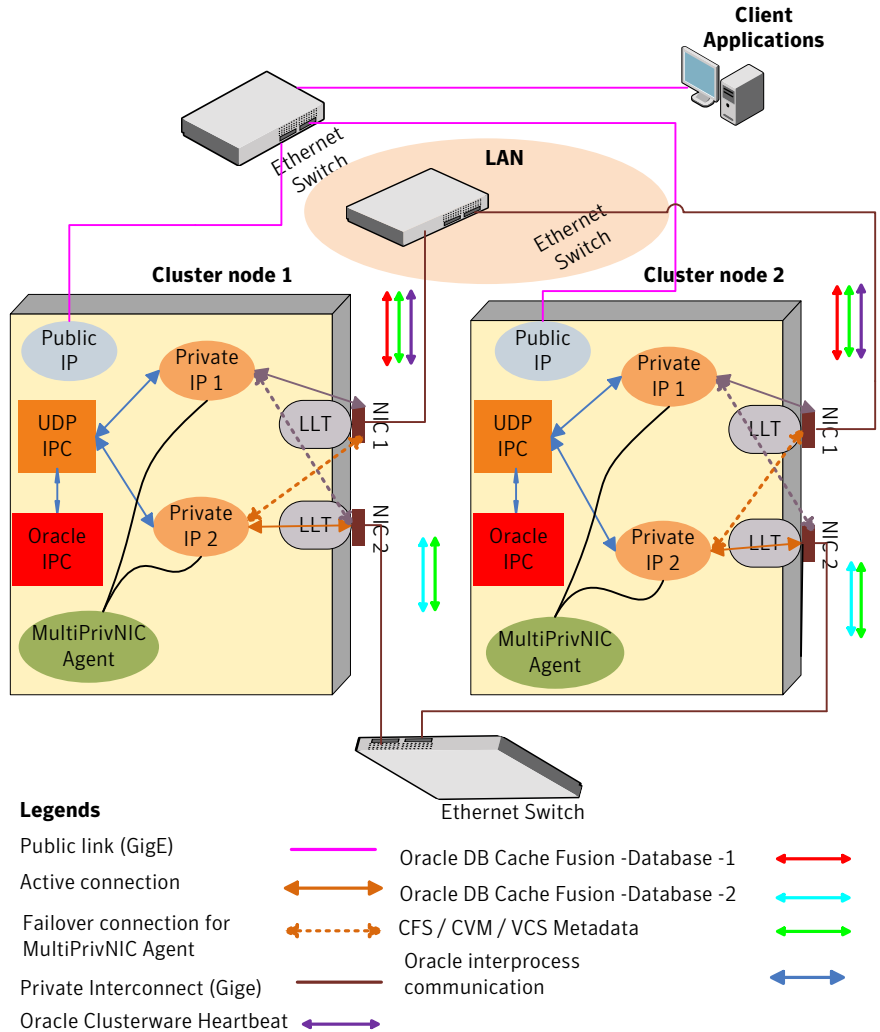 Client
Applications
Ethernet
Switch
LAN
Ethernet
Switch
Cluster node 1
Cluster node 2
Public
IP
Private
IP 1
UDP
IPC
LLT
NIC 1
Oracle
IPC
Private
IP 2
LLT
NIC 2
MultiPrivNIC
Agent
Public
IP
Private
IP 1
UDP
IPC
LLT
NIC 1
Oracle
IPC
Private
IP 2
LLT
NIC 2
MultiPrivNIC
Agent
Ethernet Switch
Legends
Public link (GigE)
Active connection
Failover connection for
MultiPrivNIC Agent
Private Interconnect (Gige)
Oracle Clusterware Heartbeat
Oracle DB Cache Fusion -Database -1
Oracle DB Cache Fusion -Database -2
CFS / CVM / VCS Metadata
Oracle interprocess
communication